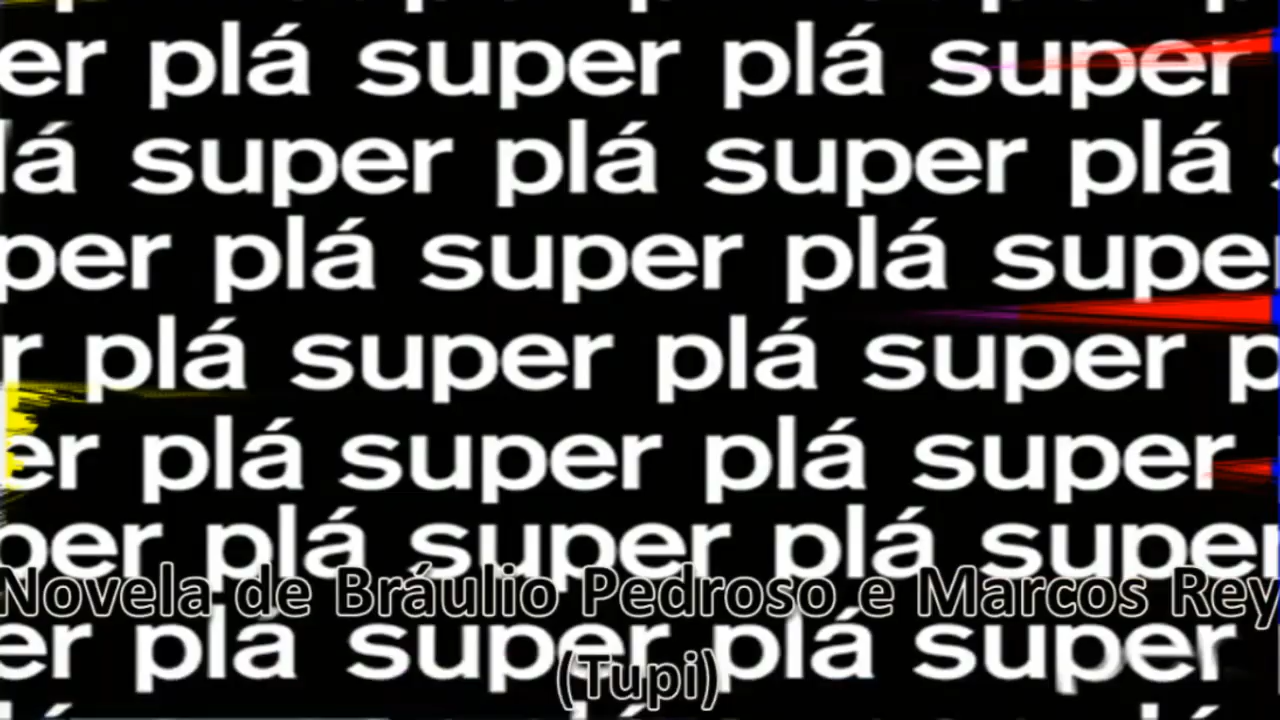 er plá super plá super
lá super plá super plá
per plá super plá supe
r plá super plá super p
er plá super plá super
per plá super plá super
Novela de Bráulio Pedroso e Marcos Rey
er plá super plá super
(Tupi)